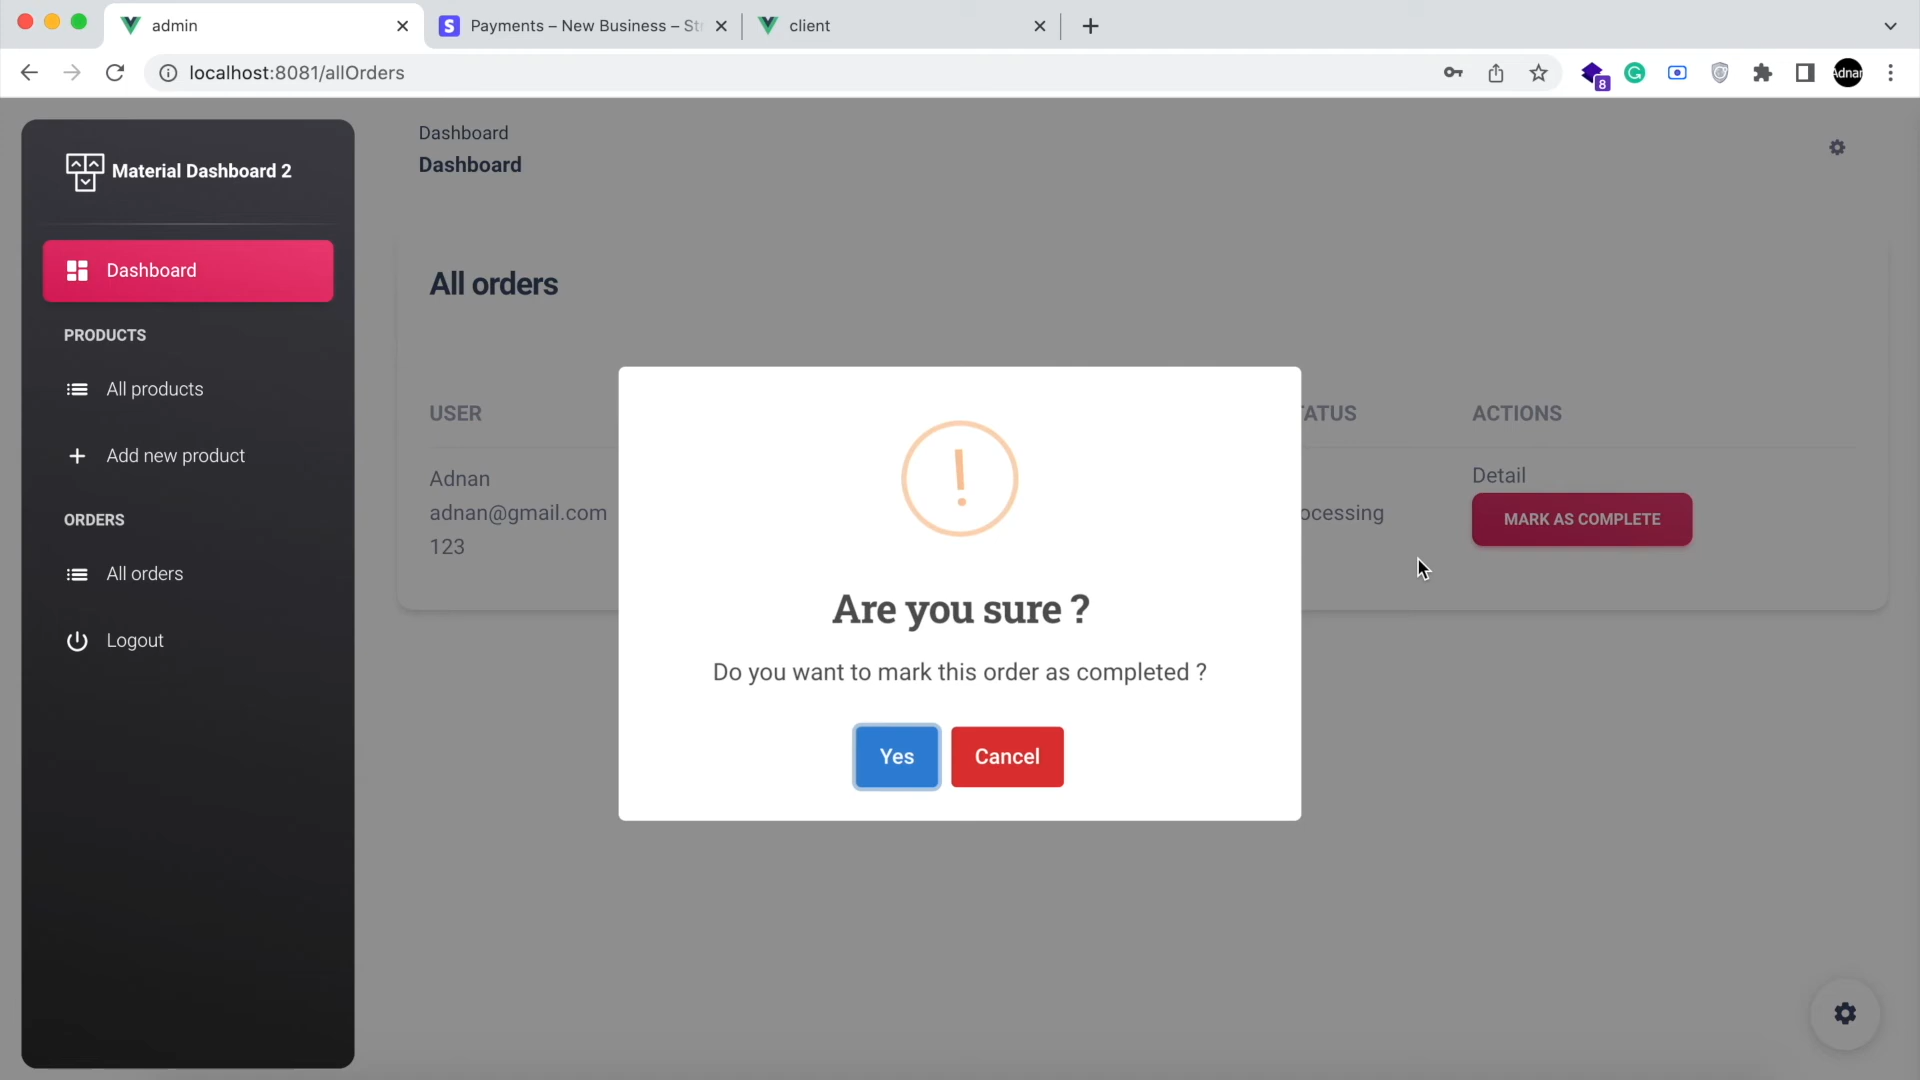 admin
Payments – New Business – St
client
localhost:8081/allOrders
8
Adnan
Material Dashboard 2
Dashboard
PRODUCTS
All products
Add new product
ORDERS
All orders
Logout
Dashboard
Dashboard
All orders
USER
ATUS
ACTIONS
Adnan
adnan@gmail.com
123
ocessing
Detail
MARK AS COMPLETE
!
Are you sure ?
Do you want to mark this order as completed ?
Yes
Cancel